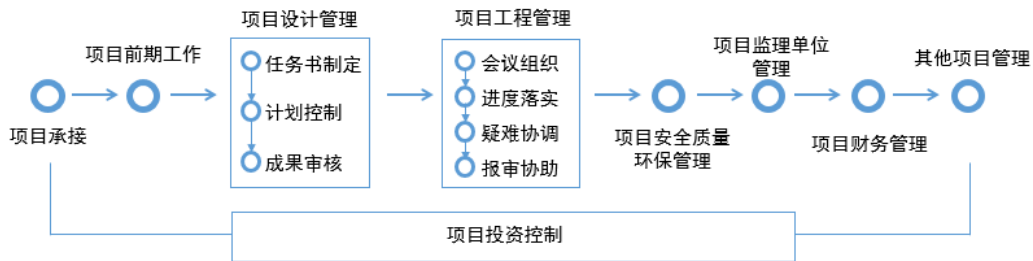 项目承接
项目前期工作
项目设计管理
任务书制定
计划控制
成果审核
项目工程管理
会议组织
进度落实
疑难协调
报审协助
项目安全质量
环保管理
项目监理单位
管理
项目财务管理
其他项目管理
项目投资控制